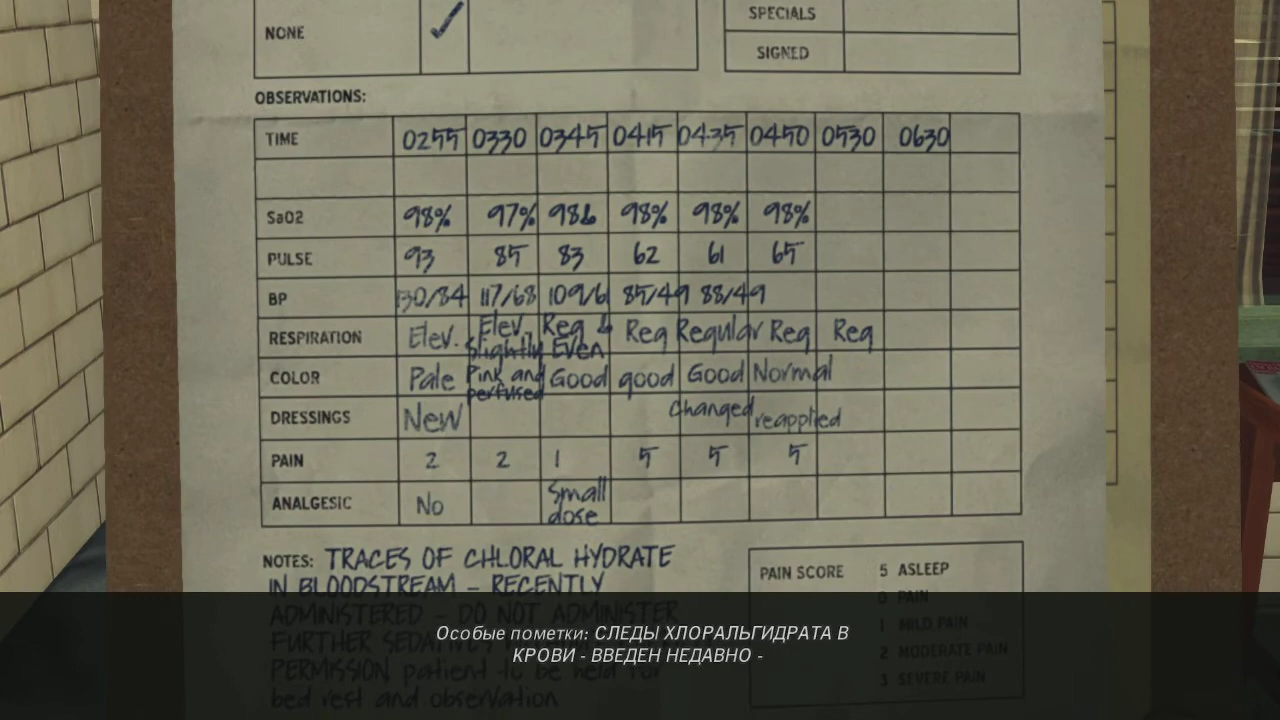 SPECIALS
NONE ✓
SIGNED
OBSERVATIONS:
TIME 0255 0330 0345 0415 0435 0450 0530 0630
SaO2 98% 97% 98% 98% 98%
PULSE 93 85 83 62 61 65
BP 130/84 117/68 109/6 85/49 88/49
RESPIRATION Elev. Elev, slightly Reg & Even Reg Regular Reg Reg
COLOR Pale Pink and perfused Good good Good Normal
DRESSINGS New Changed reapplied
PAIN 2 2 1 5 5 5
ANALGESIC No Small dose
NOTES: TRACES OF CHLORAL HYDRATE
IN BLOODSTREAM - RECENTLY
ADMINISTERED - DO NOT ADMINISTER
FURTHER
PERMISSION patient to be held for
bed rest and observation
PAIN SCORE 5 ASLEEP
0 PAIN
1 MILD PAIN
2 MODERATE PAIN
3 SEVERE PAIN
Особые пометки: СЛЕДЫ ХЛОРАЛЬГИДРАТА В
КРОВИ - ВВЕДЕН НЕДАВНО -